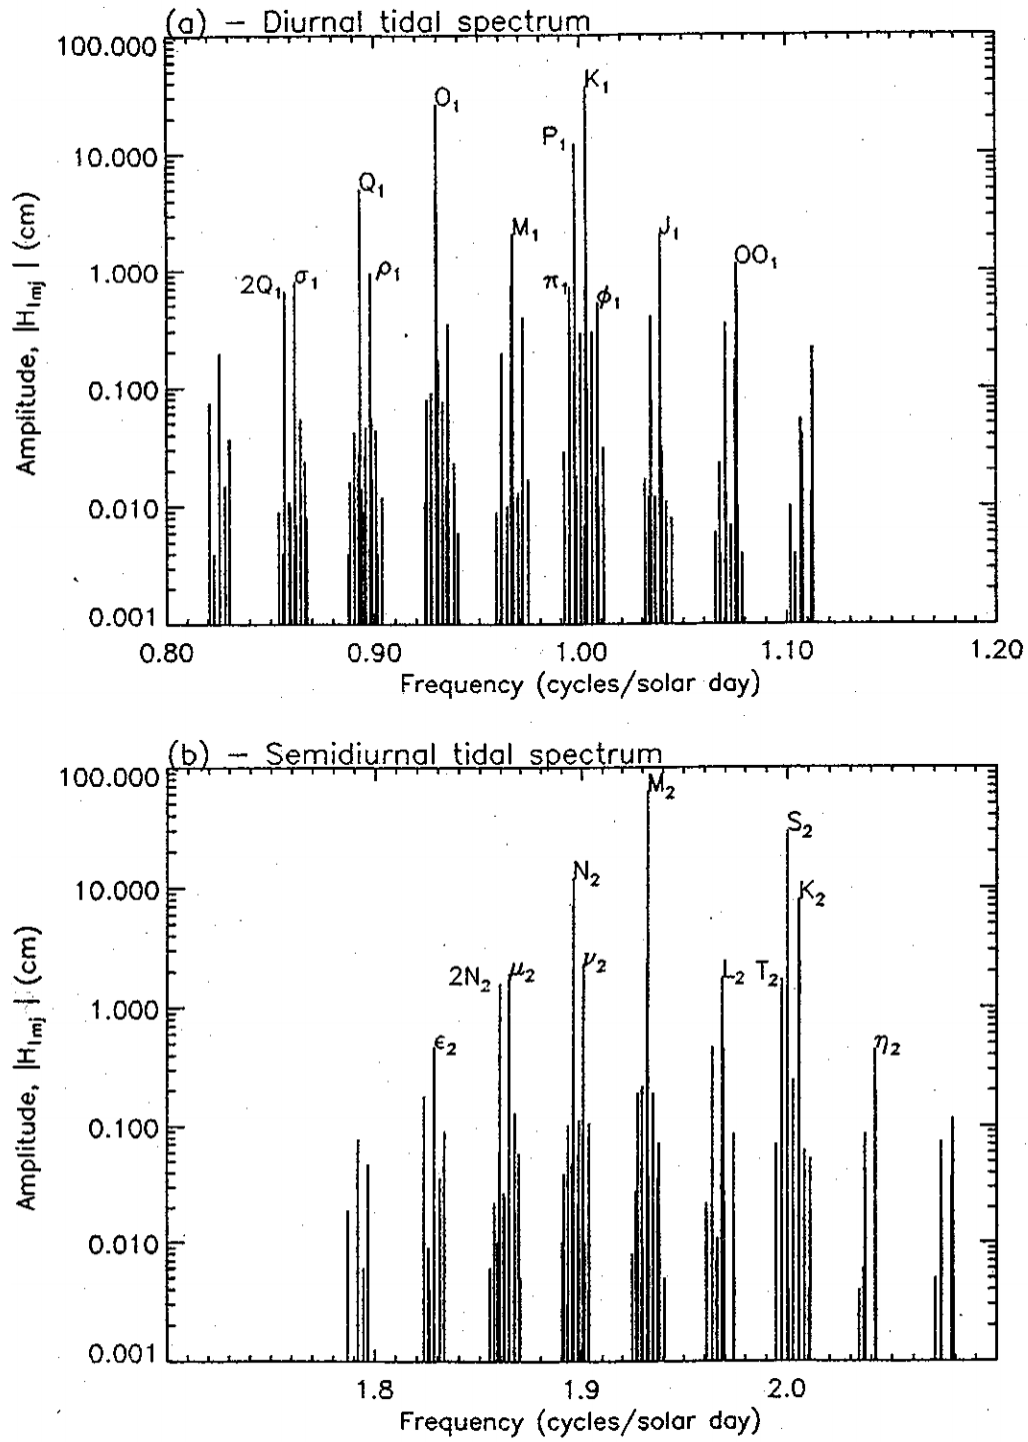 (a) – Diurnal tidal spectrum
100.000
10.000
1.000
0.100
0.010
0.001
Amplitude, |H₁ₘⱼ| (cm)
2Q₁
σ₁
Q₁
ρ₁
O₁
M₁
π₁
P₁
K₁
ϕ₁
J₁
OO₁
0.80
0.90
1.00
1.10
1.20
Frequency (cycles/solar day)
(b) – Semidiurnal tidal spectrum
100.000
10.000
1.000
0.100
0.010
0.001
Amplitude, |H₁ₘⱼ| (cm)
ϵ₂
2N₂
μ₂
N₂
ν₂
M₂
L₂
T₂
S₂
K₂
η₂
1.8
1.9
2.0
Frequency (cycles/solar day)